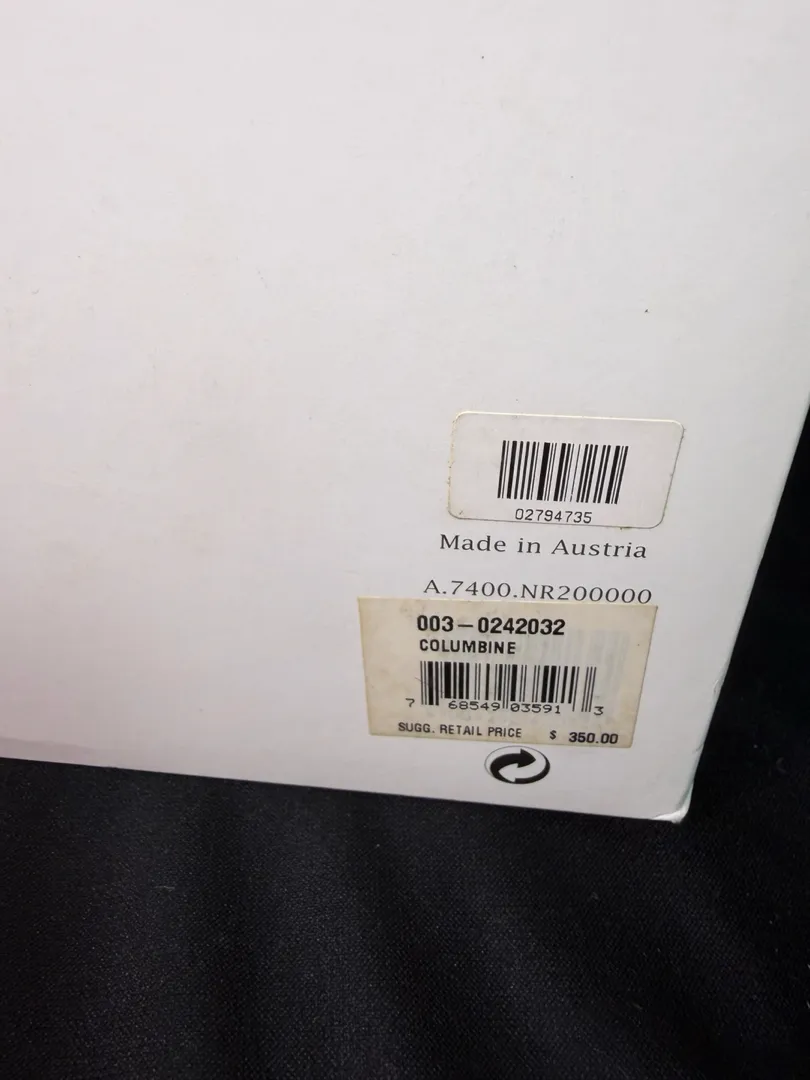 02794735
Made in Austria
A.7400.NR200000
003-0242032
COLUMBINE
7 68549 03591 3
SUGG. RETAIL PRICE $ 350.00